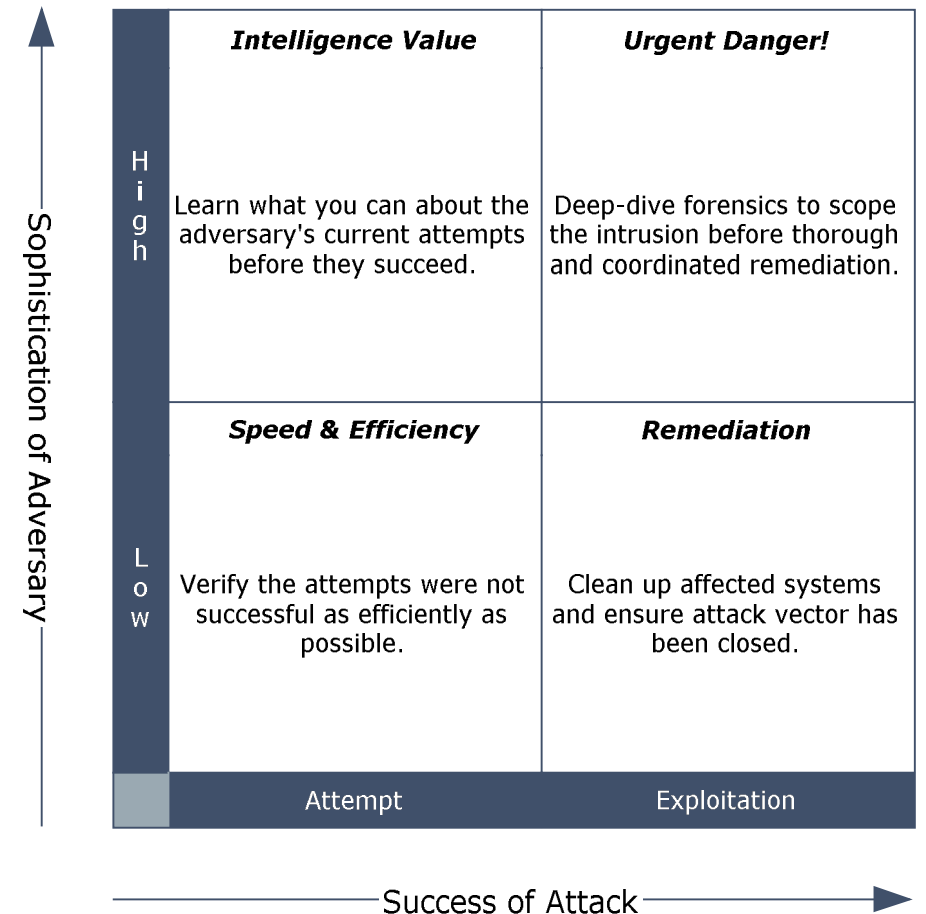 Sophistication of Adversary
High
Intelligence Value
Learn what you can about the
adversary's current attempts
before they succeed.
Urgent Danger!
Deep-dive forensics to scope
the intrusion before thorough
and coordinated remediation.
Low
Speed & Efficiency
Verify the attempts were not
successful as efficiently as
possible.
Remediation
Clean up affected systems
and ensure attack vector has
been closed.
Attempt
Exploitation
Success of Attack